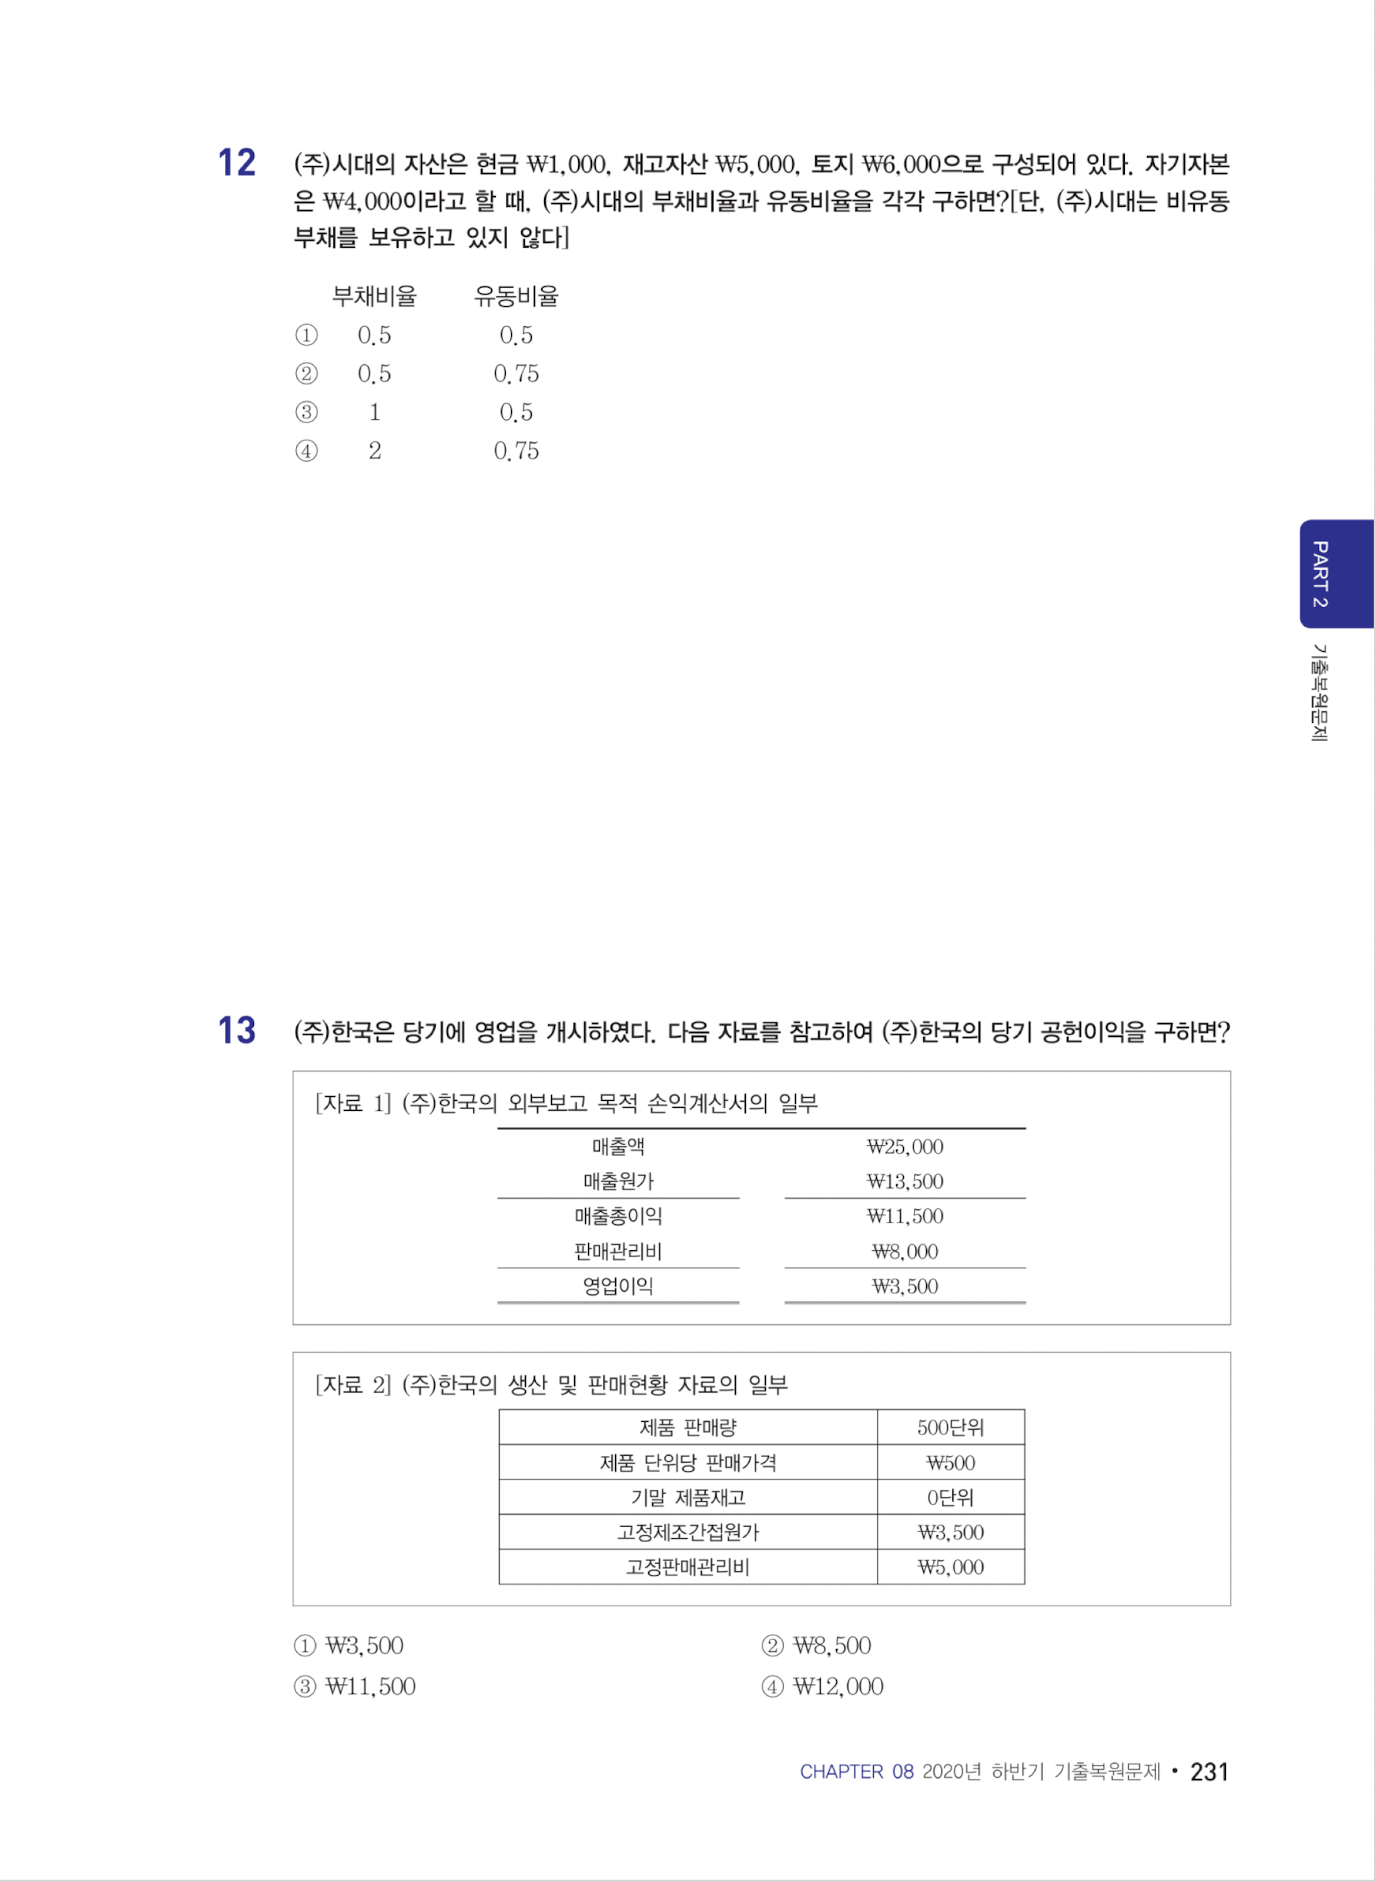 12 (주)시대의 자산은 현금 ₩1,000, 재고자산 ₩5,000, 토지 ₩6,000으로 구성되어 있다. 자기자본
은 ₩4,000이라고 할 때, (주)시대의 부채비율과 유동비율을 각각 구하면?[단, (주)시대는 비유동
부채를 보유하고 있지 않다]
부채비율 유동비율
① 0.5 0.5
② 0.5 0.75
③ 1 0.5
④ 2 0.75
PART 2
기출복원문제
13 (주)한국은 당기에 영업을 개시하였다. 다음 자료를 참고하여 (주)한국의 당기 공헌이익을 구하면?
[자료 1] (주)한국의 외부보고 목적 손익계산서의 일부
매출액 ₩25,000
매출원가 ₩13,500
매출총이익 ₩11,500
판매관리비 ₩8,000
영업이익 ₩3,500
[자료 2] (주)한국의 생산 및 판매현황 자료의 일부
제품 판매량 500단위
제품 단위당 판매가격 ₩500
기말 제품재고 0단위
고정제조간접원가 ₩3,500
고정판매관리비 ₩5,000
① ₩3,500 ② ₩8,500
③ ₩11,500 ④ ₩12,000
CHAPTER 08 2020년 하반기 기출복원문제 • 231